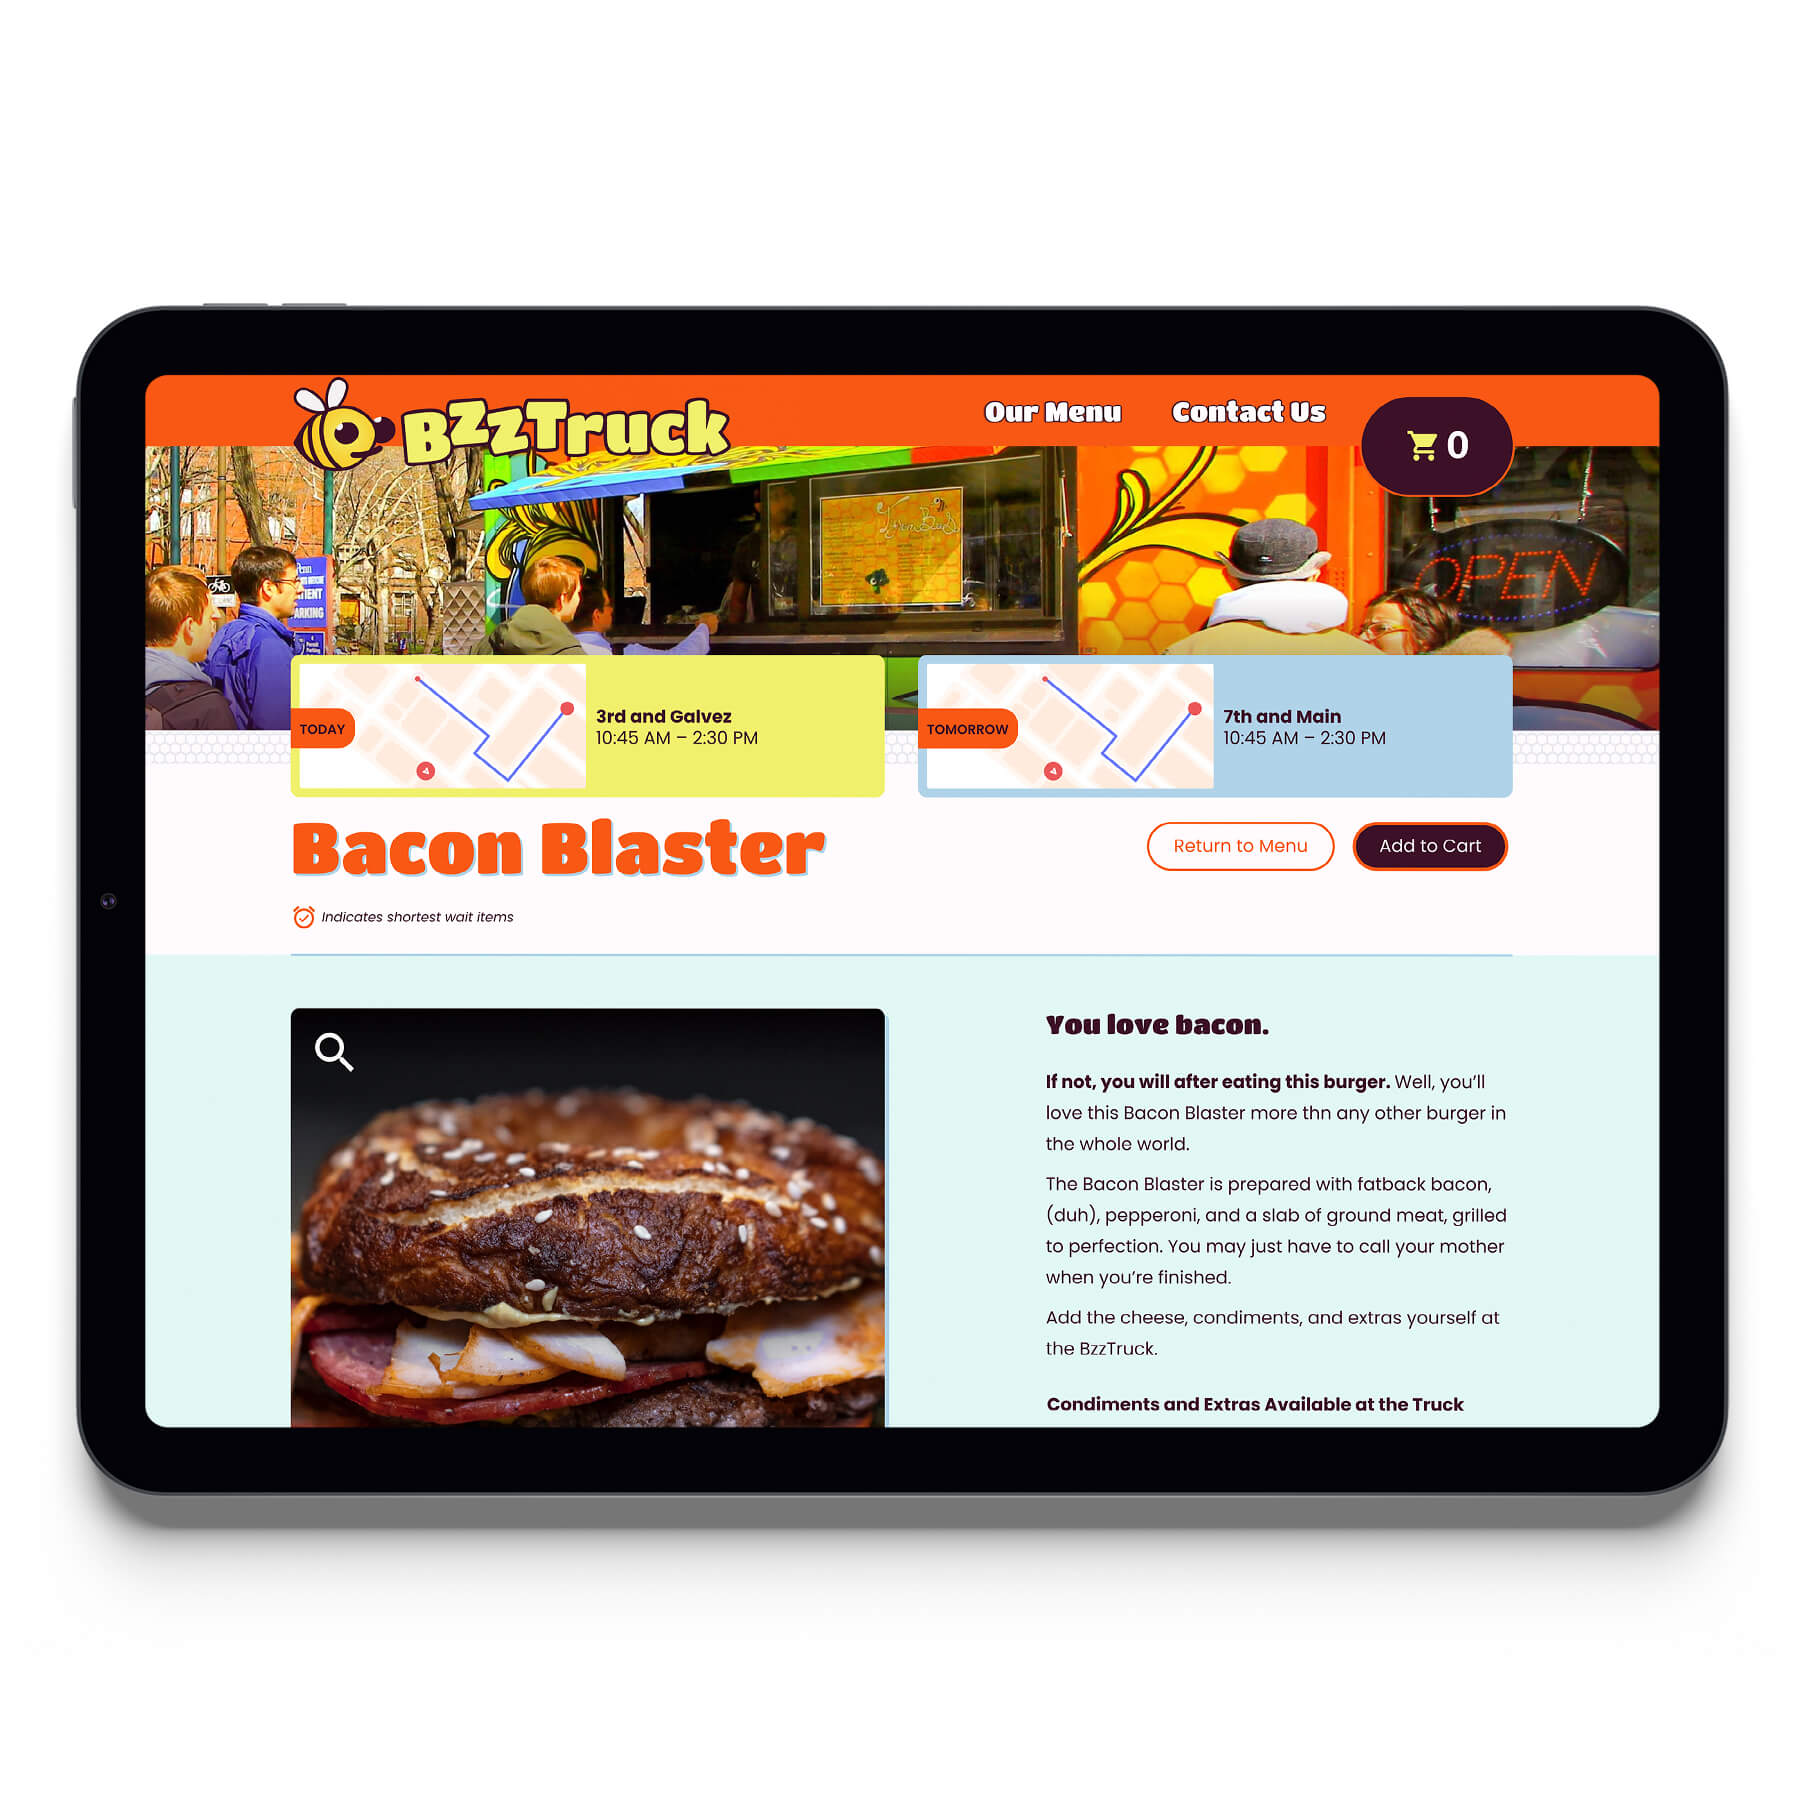 BzzTruck
Our Menu
Contact Us
0
OPEN
Penn
PATIENT
PARKING
TODAY
3rd and Galvez
10:45 AM – 2:30 PM
TOMORROW
7th and Main
10:45 AM – 2:30 PM
Bacon Blaster
Return to Menu
Add to Cart
Indicates shortest wait items
You love bacon.
If not, you will after eating this burger. Well, you’ll
love this Bacon Blaster more thn any other burger in
the whole world.
The Bacon Blaster is prepared with fatback bacon,
(duh), pepperoni, and a slab of ground meat, grilled
to perfection. You may just have to call your mother
when you’re finished.
Add the cheese, condiments, and extras yourself at
the BzzTruck.
Condiments and Extras Available at the Truck